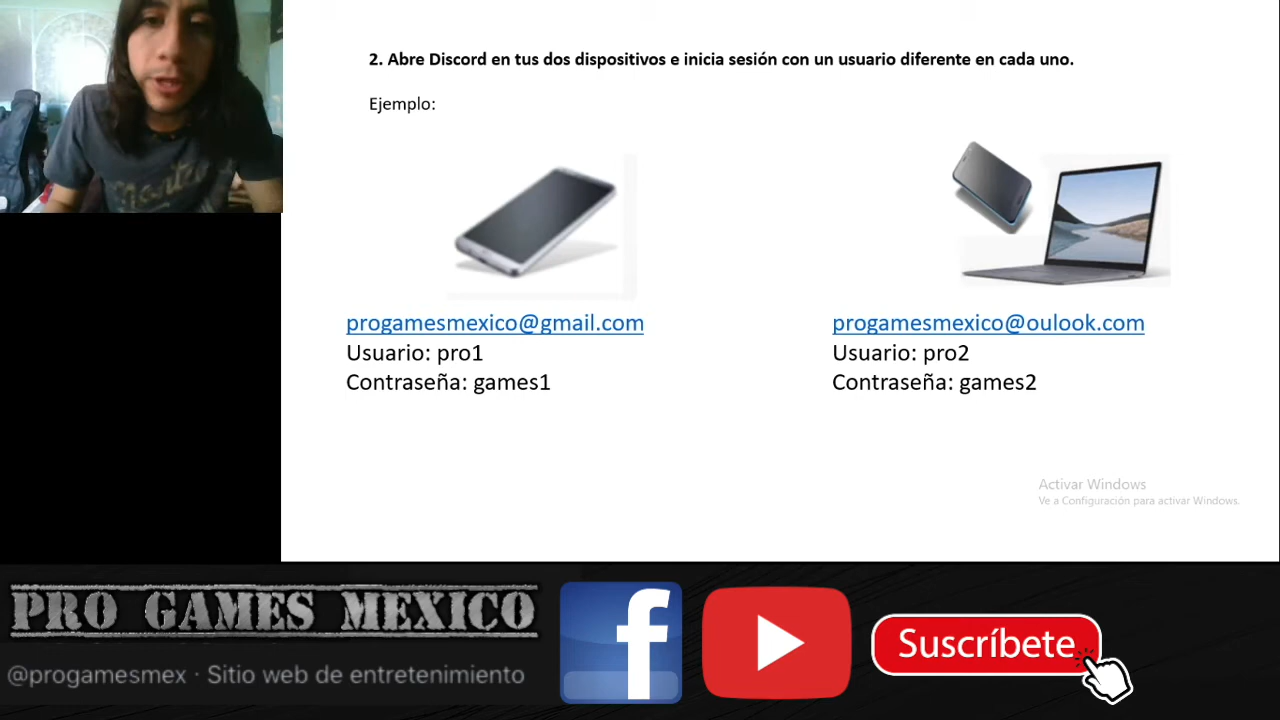 2. Abre Discord en tus dos dispositivos e inicia sesión con un usuario diferente en cada uno.
Ejemplo:
progamesmexico@gmail.com
Usuario: pro1
Contraseña: games1
progamesmexico@oulook.com
Usuario: pro2
Contraseña: games2
Activar Windows
Ve a Configuración para activar Windows.
PRO GAMES MEXICO
@progamesmex · Sitio web de entretenimiento
f
Suscríbete